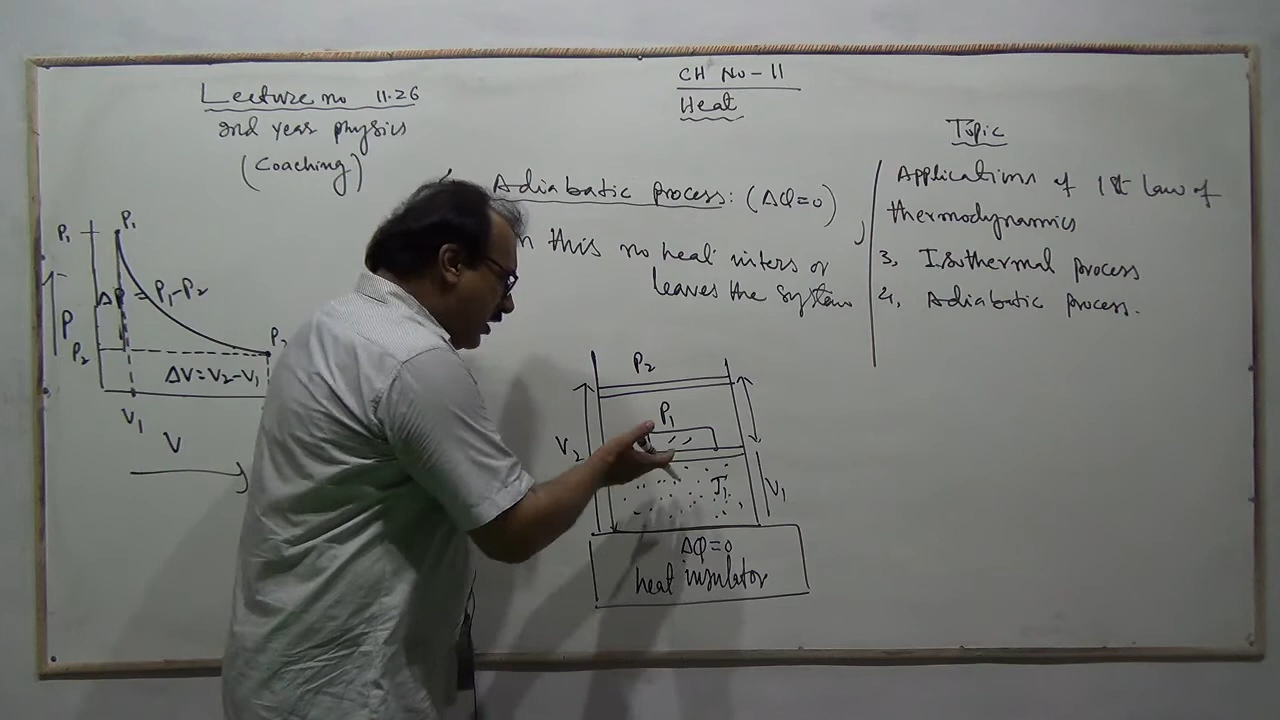 CH No - 11
Heat
Lecture no 11.26
2nd year physics
(Coaching)
Topic
Applications of 1st Law of
thermodynamics
3, Isothermal process
4, Adiabatic process.
Adiabatic process: (ΔQ=0)
this no heat inters or
leaves the system
P1
P1
ΔP = P1-P2
P
P2
ΔV=V2-V1
V1
V
P2
P1
V2
T1
V1
ΔQ=0
heat insulator